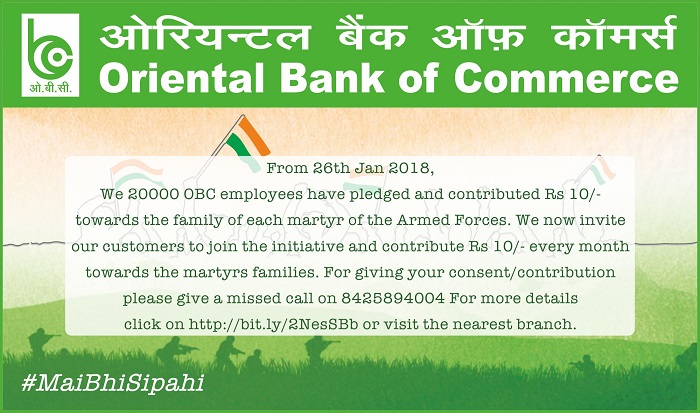 ओरियन्टल बैंक ऑफ़ कॉमर्स
ओ.बी.सी.
Oriental Bank of Commerce
From 26th Jan 2018,
We 20000 OBC employees have pledged and contributed Rs 10/-
towards the family of each martyr of the Armed Forces. We now invite
our customers to join the initiative and contribute Rs 10/- every month
towards the martyrs families. For giving your consent/contribution
please give a missed call on 8425894004 For more details
click on http://bit.ly/2NesSBb or visit the nearest branch.
#MaiBhiSipahi